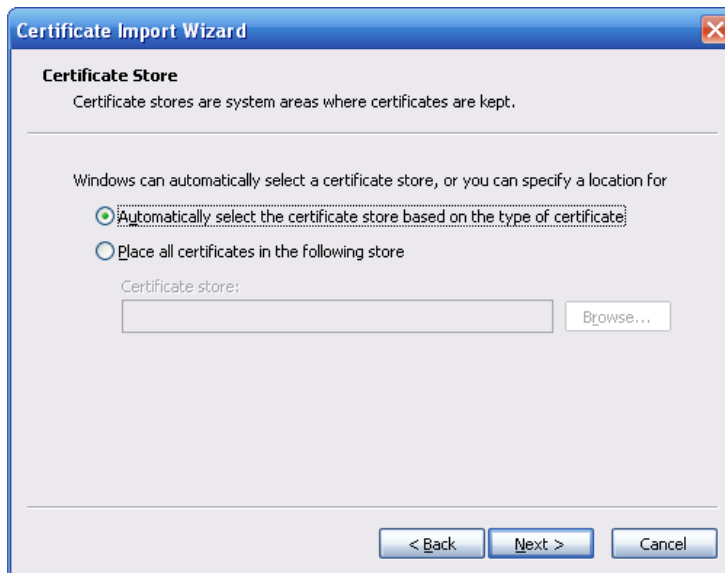 Certificate Import Wizard
Certificate Store
Certificate stores are system areas where certificates are kept.
Windows can automatically select a certificate store, or you can specify a location for
Automatically select the certificate store based on the type of certificate
Place all certificates in the following store
Certificate store:
Browse...
< Back
Next >
Cancel